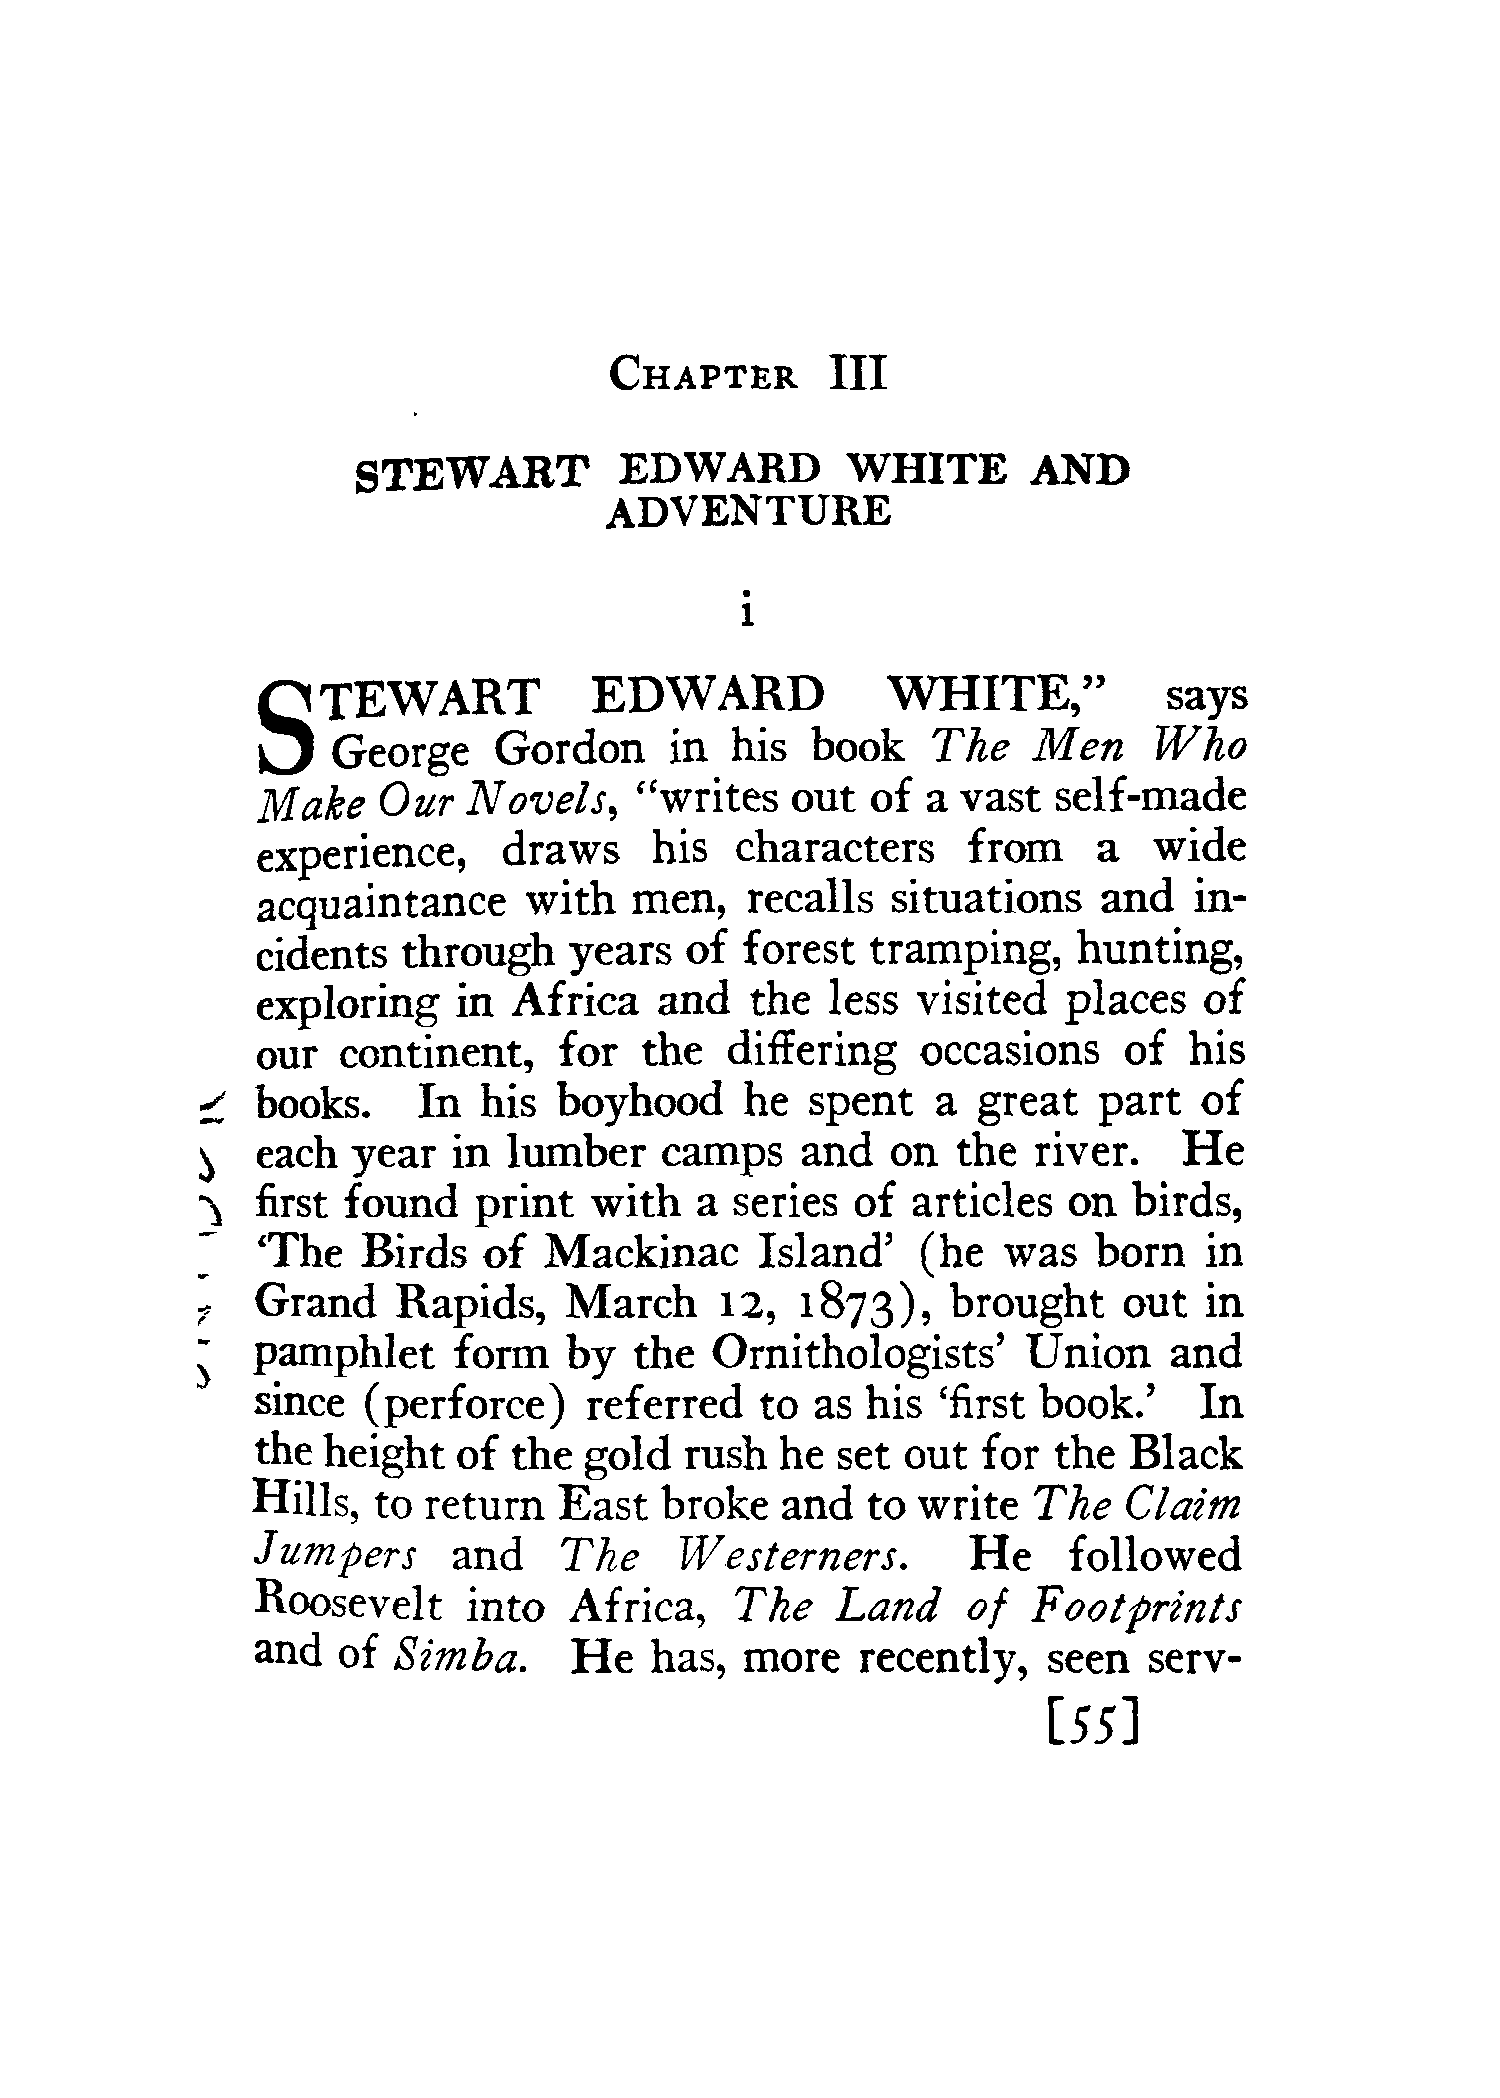 CHAPTER III
STEWART EDWARD WHITE AND
ADVENTURE
i
STEWART EDWARD WHITE,” says
George Gordon in his book The Men Who
Make Our Novels, “writes out of a vast self-made
experience, draws his characters from a wide
acquaintance with men, recalls situations and in-
cidents through years of forest tramping, hunting,
exploring in Africa and the less visited places of
our continent, for the differing occasions of his
books. In his boyhood he spent a great part of
each year in lumber camps and on the river. He
first found print with a series of articles on birds,
‘The Birds of Mackinac Island’ (he was born in
Grand Rapids, March 12, 1873), brought out in
pamphlet form by the Ornithologists’ Union and
since (perforce) referred to as his ‘first book.’ In
the height of the gold rush he set out for the Black
Hills, to return East broke and to write The Claim
Jumpers and The Westerners. He followed
Roosevelt into Africa, The Land of Footprints
and of Simba. He has, more recently, seen serv-
[55]